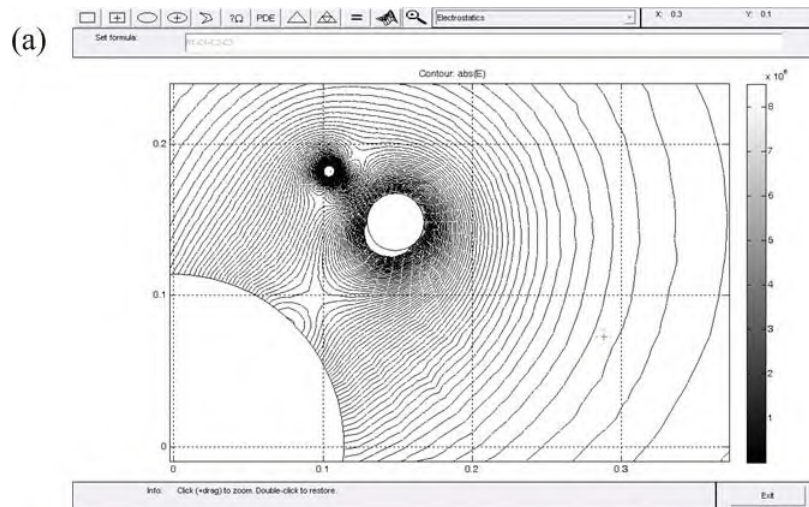 (a)
?Ω PDE = Electrostatics X: 0.3 Y: 0.1
Set formula:
Contour: abs(E)
x 10⁶
8
7
6
5
4
3
2
1
0.2
0.1
0
0 0.1 0.2 0.3
Info: Click (+drag) to zoom. Double-click to restore.
Exit